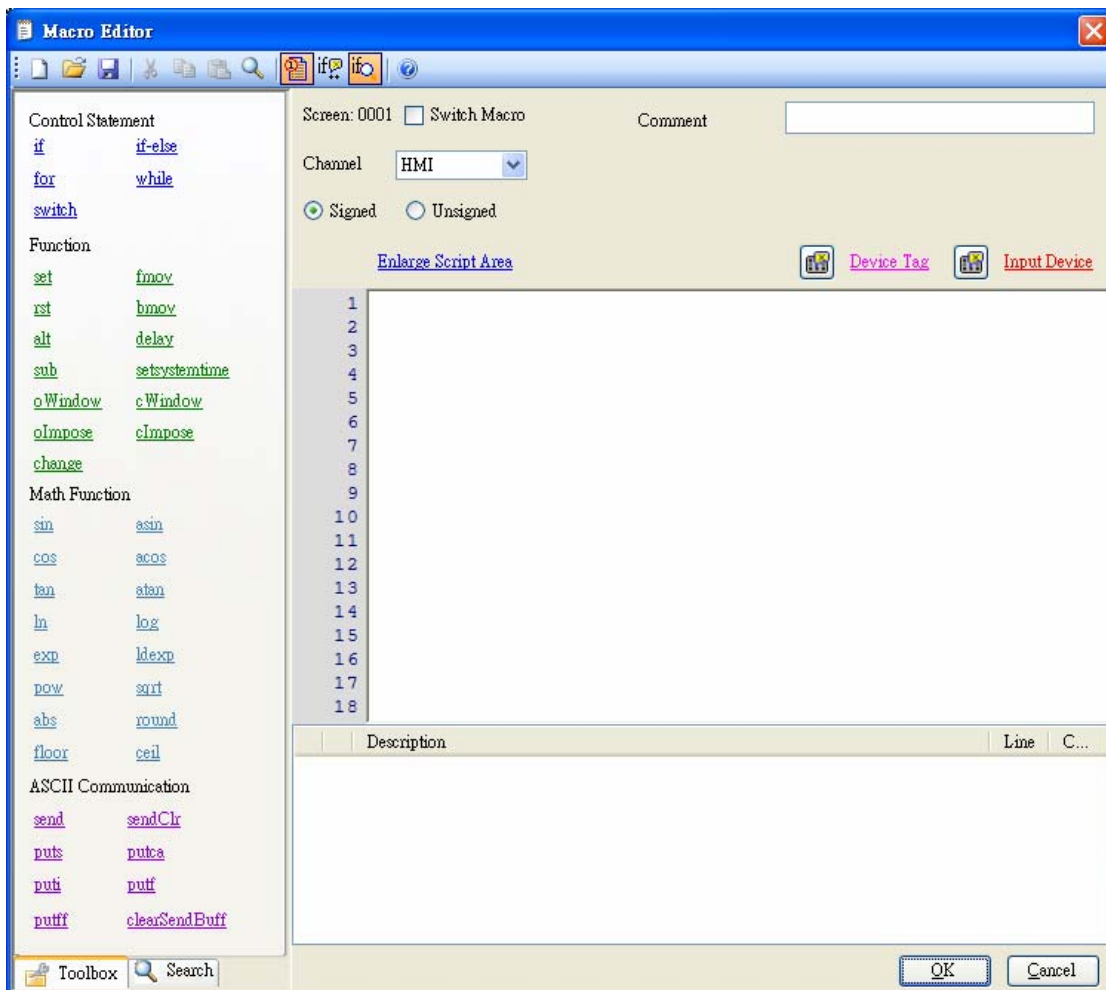 Macro Editor
Control Statement
if if-else
for while
switch
Function
set fmov
rst bmov
alt delay
sub setsystemtime
oWindow cWindow
oImpose cImpose
change
Math Function
sin asin
cos acos
tan atan
ln log
exp ldexp
pow sqrt
abs round
floor ceil
ASCII Communication
send sendClr
puts putca
puti putf
putff clearSendBuff
Toolbox Search
Screen: 0001 Switch Macro Comment
Channel HMI
Signed Unsigned
Enlarge Script Area Device Tag Input Device
1
2
3
4
5
6
7
8
9
10
11
12
13
14
15
16
17
18
Description Line C...
OK Cancel